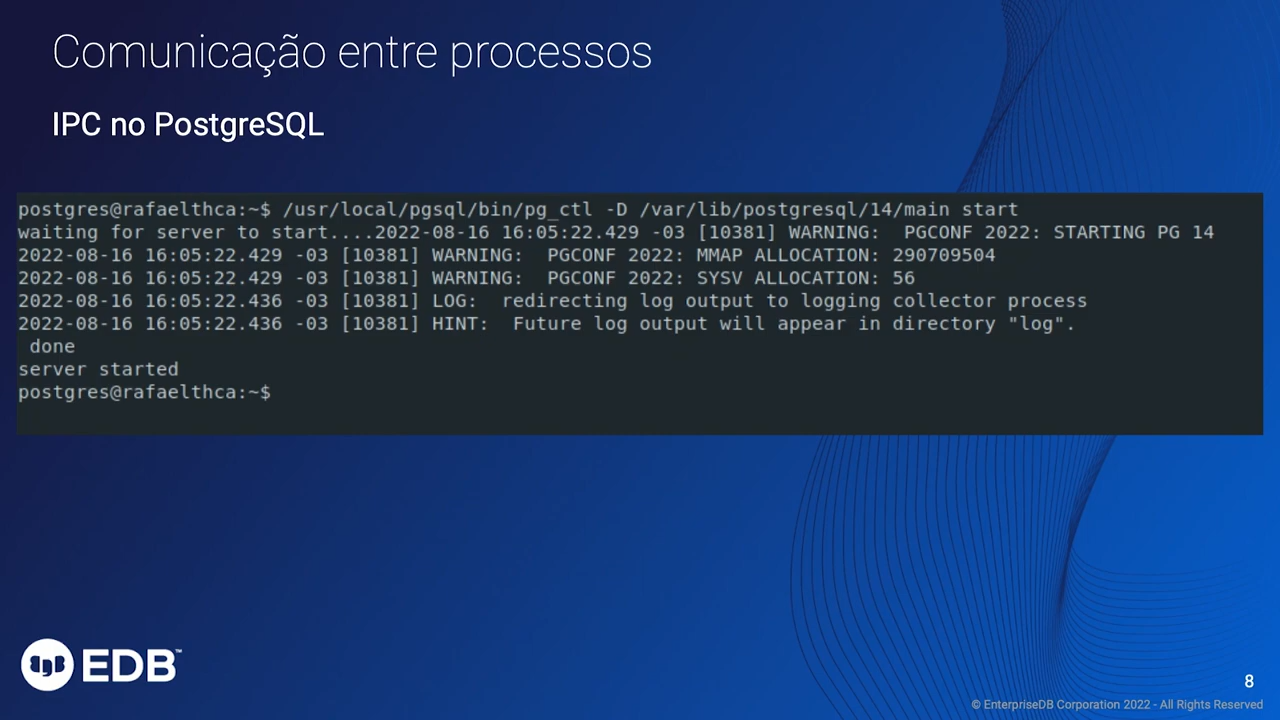 Comunicação entre processos
IPC no PostgreSQL
postgres@rafaelthca:~$ /usr/local/pgsql/bin/pg_ctl -D /var/lib/postgresql/14/main start
waiting for server to start....2022-08-16 16:05:22.429 -03 [10381] WARNING:  PGCONF 2022: STARTING PG 14
2022-08-16 16:05:22.429 -03 [10381] WARNING:  PGCONF 2022: MMAP ALLOCATION: 290709504
2022-08-16 16:05:22.429 -03 [10381] WARNING:  PGCONF 2022: SYSV ALLOCATION: 56
2022-08-16 16:05:22.436 -03 [10381] LOG:  redirecting log output to logging collector process
2022-08-16 16:05:22.436 -03 [10381] HINT:  Future log output will appear in directory "log".
 done
server started
postgres@rafaelthca:~$
EDB™
8
© EnterpriseDB Corporation 2022 - All Rights Reserved